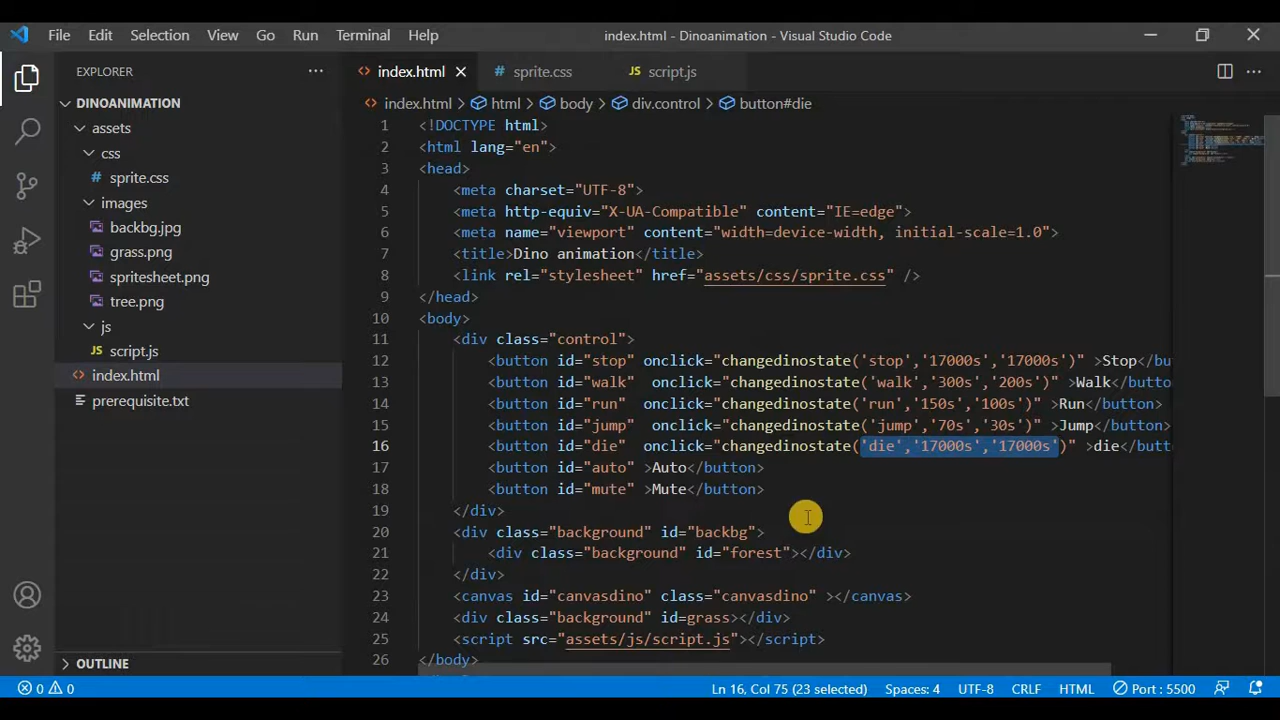 File Edit Selection View Go Run Terminal Help index.html - Dinoanimation - Visual Studio Code
EXPLORER
DINOANIMATION
assets
css
sprite.css
images
backbg.jpg
grass.png
spritesheet.png
tree.png
js
JS script.js
<> index.html
prerequisite.txt
OUTLINE
<> index.html # sprite.css JS script.js
<> index.html > html > body > div.control > button#die
1 <!DOCTYPE html>
2 <html lang="en">
3 <head>
4 <meta charset="UTF-8">
5 <meta http-equiv="X-UA-Compatible" content="IE=edge">
6 <meta name="viewport" content="width=device-width, initial-scale=1.0">
7 <title>Dino animation</title>
8 <link rel="stylesheet" href="assets/css/sprite.css" />
9 </head>
10 <body>
11 <div class="control">
12 <button id="stop" onclick="changedinostate('stop','17000s','17000s')" >Stop</bu
13 <button id="walk" onclick="changedinostate('walk','300s','200s')" >Walk</button
14 <button id="run" onclick="changedinostate('run','150s','100s')" >Run</button>
15 <button id="jump" onclick="changedinostate('jump','70s','30s')" >Jump</button>
16 <button id="die" onclick="changedinostate('die','17000s','17000s')" >die</butt
17 <button id="auto" >Auto</button>
18 <button id="mute" >Mute</button>
19 </div>
20 <div class="background" id="backbg">
21 <div class="background" id="forest"></div>
22 </div>
23 <canvas id="canvasdino" class="canvasdino" ></canvas>
24 <div class="background" id=grass></div>
25 <script src="assets/js/script.js"></script>
26 </body>
0 0 Ln 16, Col 75 (23 selected) Spaces: 4 UTF-8 CRLF HTML Port : 5500